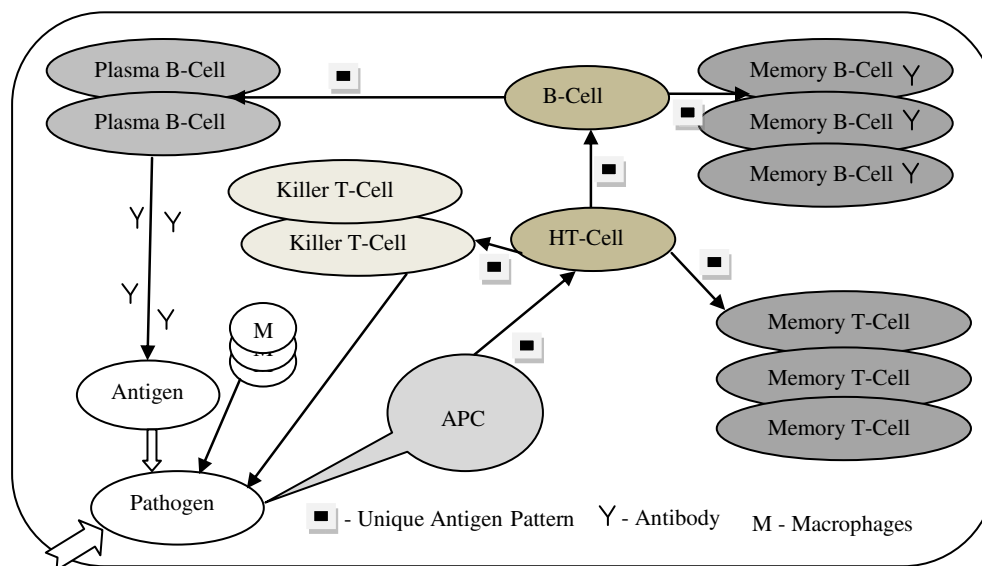 Plasma B-Cell
Plasma B-Cell
B-Cell
Memory B-Cell
Memory B-Cell
Memory B-Cell
Killer T-Cell
Killer T-Cell
HT-Cell
M
M
Memory T-Cell
Memory T-Cell
Memory T-Cell
Antigen
APC
Pathogen
- Unique Antigen Pattern
Y - Antibody
M - Macrophages